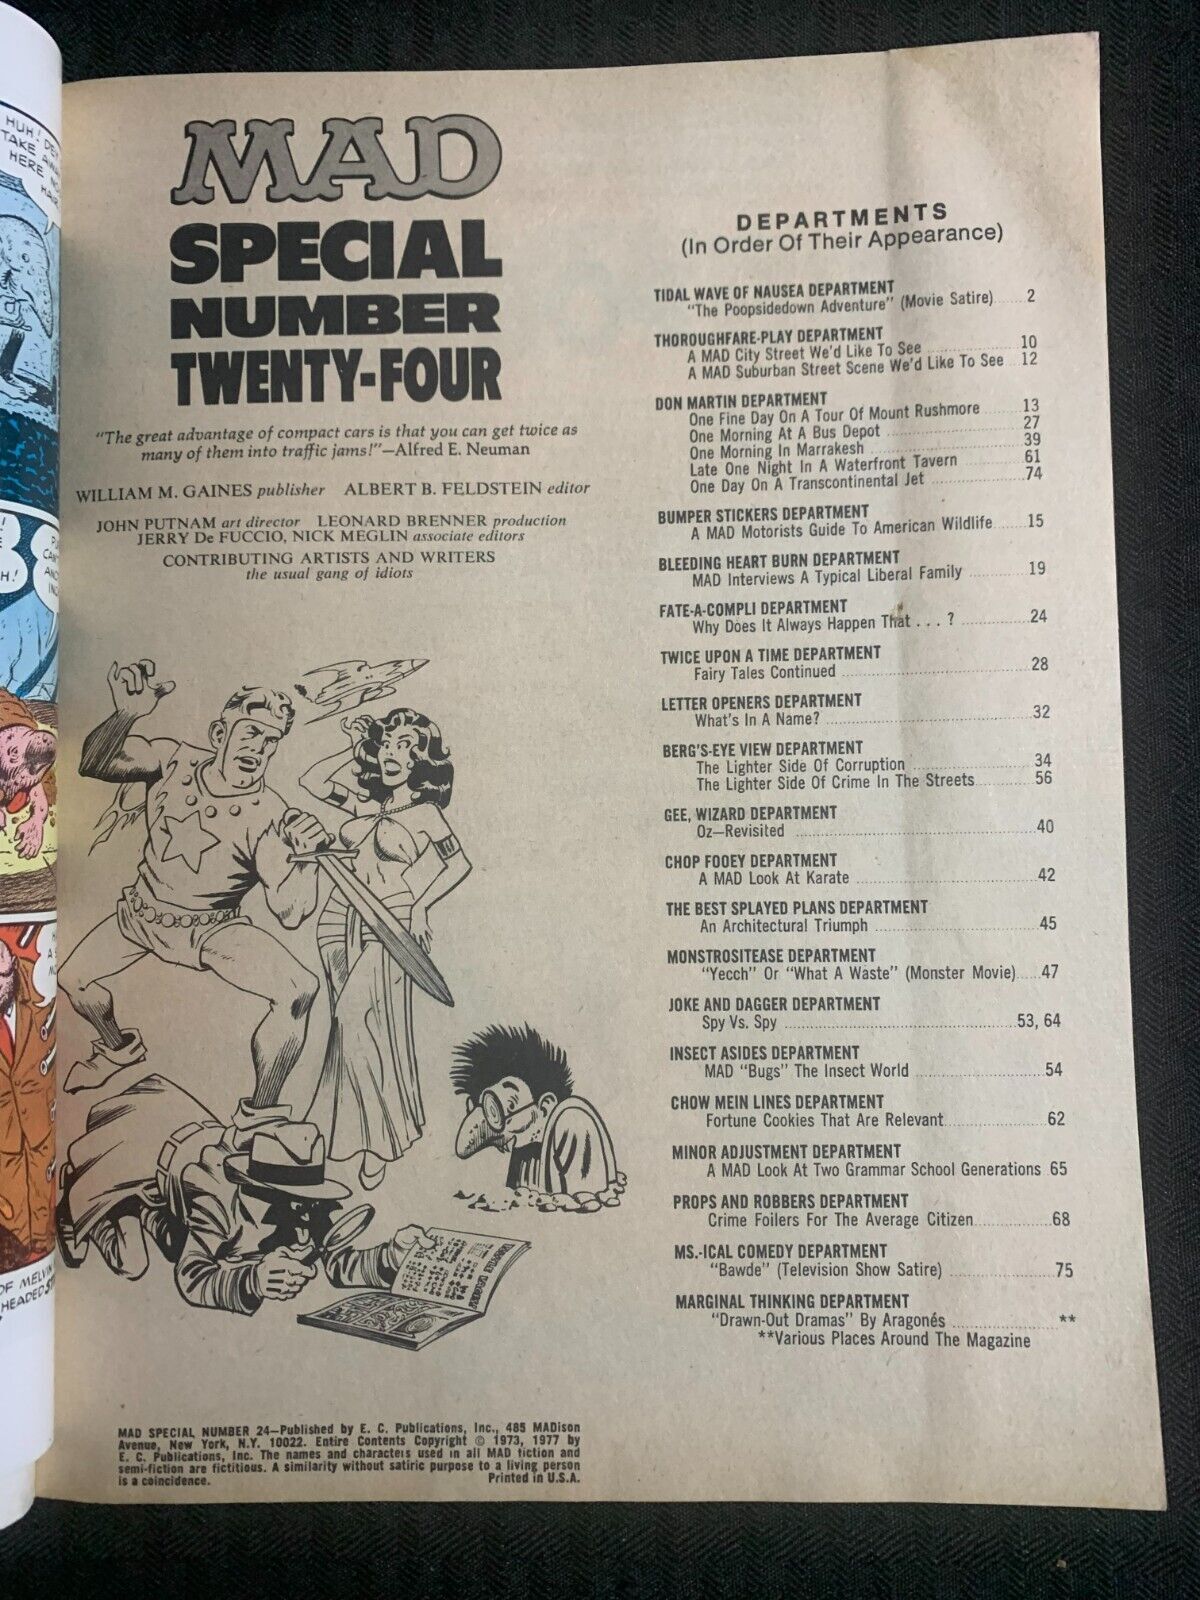 HUH!
TAKE
HERE
MAD
SPECIAL
NUMBER
TWENTY-FOUR
"The great advantage of compact cars is that you can get twice as
many of them into traffic jams!"—Alfred E. Neuman
WILLIAM M. GAINES publisher ALBERT B. FELDSTEIN editor
JOHN PUTNAM art director LEONARD BRENNER production
JERRY De FUCCIO, NICK MEGLIN associate editors
CONTRIBUTING ARTISTS AND WRITERS
the usual gang of idiots
OF MELVIN
HEADED
MAD SPECIAL NUMBER 24—Published by E. C. Publications, Inc., 485 MADison
Avenue, New York, N.Y. 10022. Entire Contents Copyright © 1973, 1977 by
E. C. Publications, Inc. The names and characters used in all MAD fiction and
semi-fiction are fictitious. A similarity without satiric purpose to a living person
is a coincidence. Printed in U.S.A.
DEPARTMENTS
(In Order Of Their Appearance)
TIDAL WAVE OF NAUSEA DEPARTMENT
"The Poopsidedown Adventure" (Movie Satire) ..... 2
THOROUGHFARE-PLAY DEPARTMENT
A MAD City Street We'd Like To See ..... 10
A MAD Suburban Street Scene We'd Like To See ... 12
DON MARTIN DEPARTMENT
One Fine Day On A Tour Of Mount Rushmore ..... 13
One Morning At A Bus Depot ..... 27
One Morning In Marrakesh ..... 39
Late One Night In A Waterfront Tavern ..... 61
One Day On A Transcontinental Jet ..... 74
BUMPER STICKERS DEPARTMENT
A MAD Motorists Guide To American Wildlife ..... 15
BLEEDING HEART BURN DEPARTMENT
MAD Interviews A Typical Liberal Family ..... 19
FATE-A-COMPLI DEPARTMENT
Why Does It Always Happen That . . . ? ..... 24
TWICE UPON A TIME DEPARTMENT
Fairy Tales Continued ..... 28
LETTER OPENERS DEPARTMENT
What's In A Name? ..... 32
BERG'S-EYE VIEW DEPARTMENT
The Lighter Side Of Corruption ..... 34
The Lighter Side Of Crime In The Streets ..... 56
GEE, WIZARD DEPARTMENT
Oz—Revisited ..... 40
CHOP FOOEY DEPARTMENT
A MAD Look At Karate ..... 42
THE BEST SPLAYED PLANS DEPARTMENT
An Architectural Triumph ..... 45
MONSTROSITEASE DEPARTMENT
"Yecch" Or "What A Waste" (Monster Movie) ..... 47
JOKE AND DAGGER DEPARTMENT
Spy Vs. Spy ..... 53, 64
INSECT ASIDES DEPARTMENT
MAD "Bugs" The Insect World ..... 54
CHOW MEIN LINES DEPARTMENT
Fortune Cookies That Are Relevant ..... 62
MINOR ADJUSTMENT DEPARTMENT
A MAD Look At Two Grammar School Generations . 65
PROPS AND ROBBERS DEPARTMENT
Crime Foilers For The Average Citizen ..... 68
MS.-ICAL COMEDY DEPARTMENT
"Bawde" (Television Show Satire) ..... 75
MARGINAL THINKING DEPARTMENT
"Drawn-Out Dramas" By Aragonés ..... **
**Various Places Around The Magazine